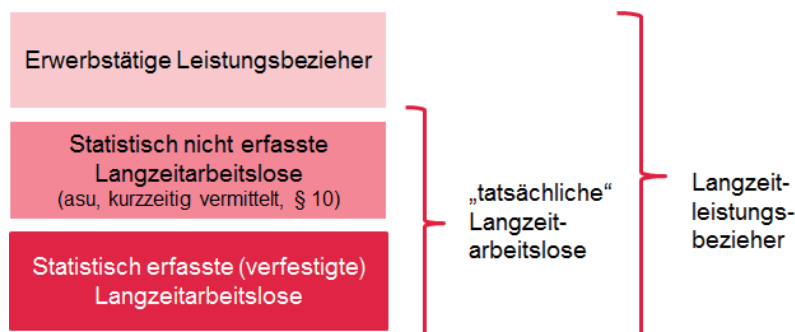 Erwerbstätige Leistungsbezieher
Statistisch nicht erfasste
Langzeitarbeitslose
(asu, kurzzeitig vermittelt, § 10)
Statistisch erfasste (verfestigte)
Langzeitarbeitslose
„tatsächliche“
Langzeit-
arbeitslose
Langzeit-
leistungs-
bezieher